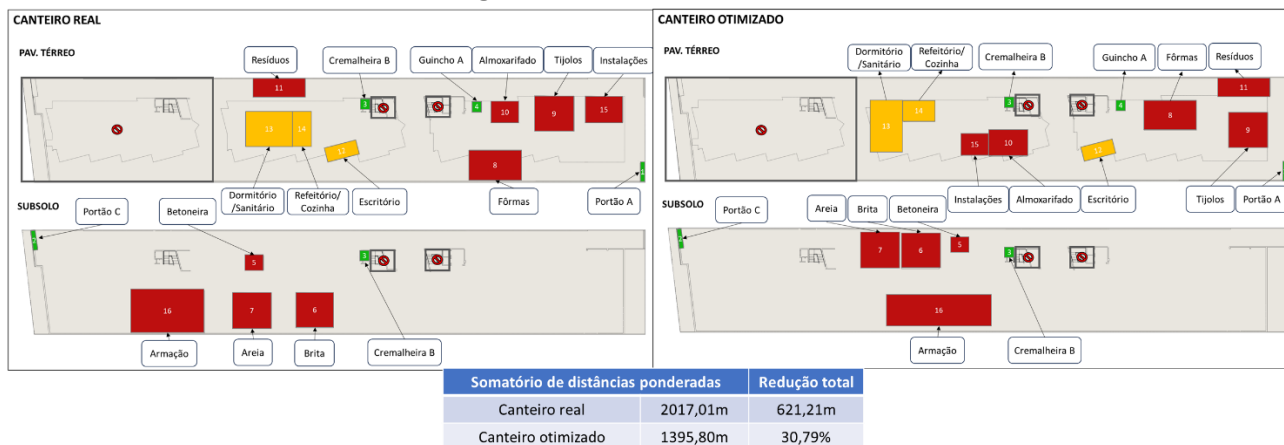 CANTEIRO REAL
PAV. TÉRREO
Resíduos
Cremalheira B
Guincho A
Almoxarifado
Tijolos
Instalações
11
3
4
10
9
15
13
14
12
8
Dormitório
/Sanitário
Refeitório/
Cozinha
Escritório
Fôrmas
Portão A
SUBSOLO
Portão C
Betoneira
5
3
16
7
6
Armação
Areia
Brita
Cremalheira B
CANTEIRO OTIMIZADO
PAV. TÉRREO
Dormitório
/Sanitário
Refeitório/
Cozinha
Cremalheira B
Guincho A
Fôrmas
Resíduos
11
3
4
14
13
8
9
15
10
12
Instalações
Almoxarifado
Escritório
Tijolos
Portão A
SUBSOLO
Portão C
Areia
Brita
Betoneira
7
6
5
3
16
Armação
Cremalheira B
Somatório de distâncias ponderadas Redução total
Canteiro real 2017,01m 621,21m
Canteiro otimizado 1395,80m 30,79%